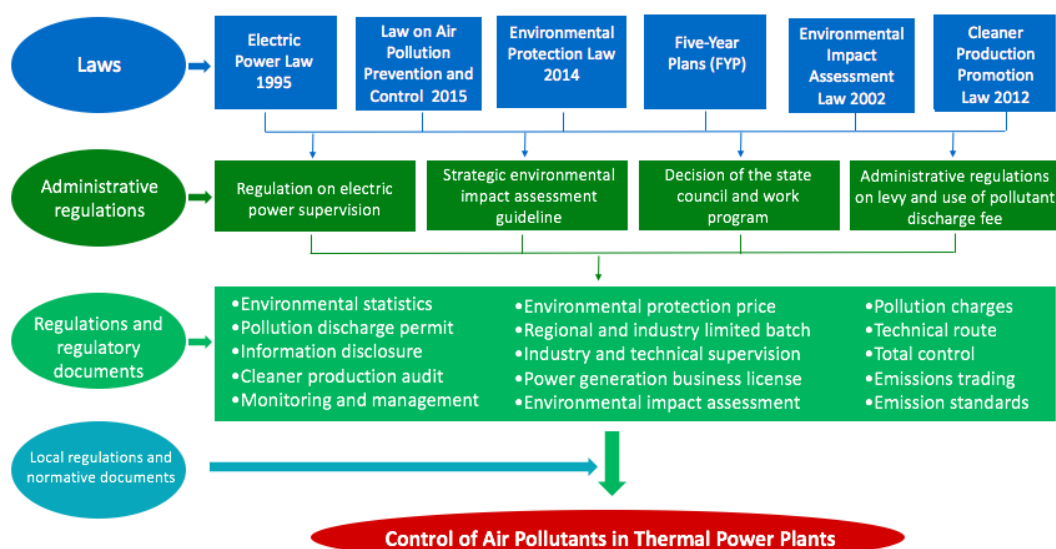 Laws
Electric
Power Law
1995
Law on Air
Pollution
Prevention and
Control 2015
Environmental
Protection Law
2014
Five-Year
Plans (FYP)
Environmental
Impact
Assessment
Law 2002
Cleaner
Production
Promotion
Law 2012
Administrative
regulations
Regulation on electric
power supervision
Strategic environmental
impact assessment
guideline
Decision of the state
council and work
program
Administrative regulations
on levy and use of pollutant
discharge fee
Regulations and
regulatory
documents
•Environmental statistics
•Pollution discharge permit
•Information disclosure
•Cleaner production audit
•Monitoring and management
•Environmental protection price
•Regional and industry limited batch
•Industry and technical supervision
•Power generation business license
•Environmental impact assessment
•Pollution charges
•Technical route
•Total control
•Emissions trading
•Emission standards
Local regulations and
normative documents
Control of Air Pollutants in Thermal Power Plants